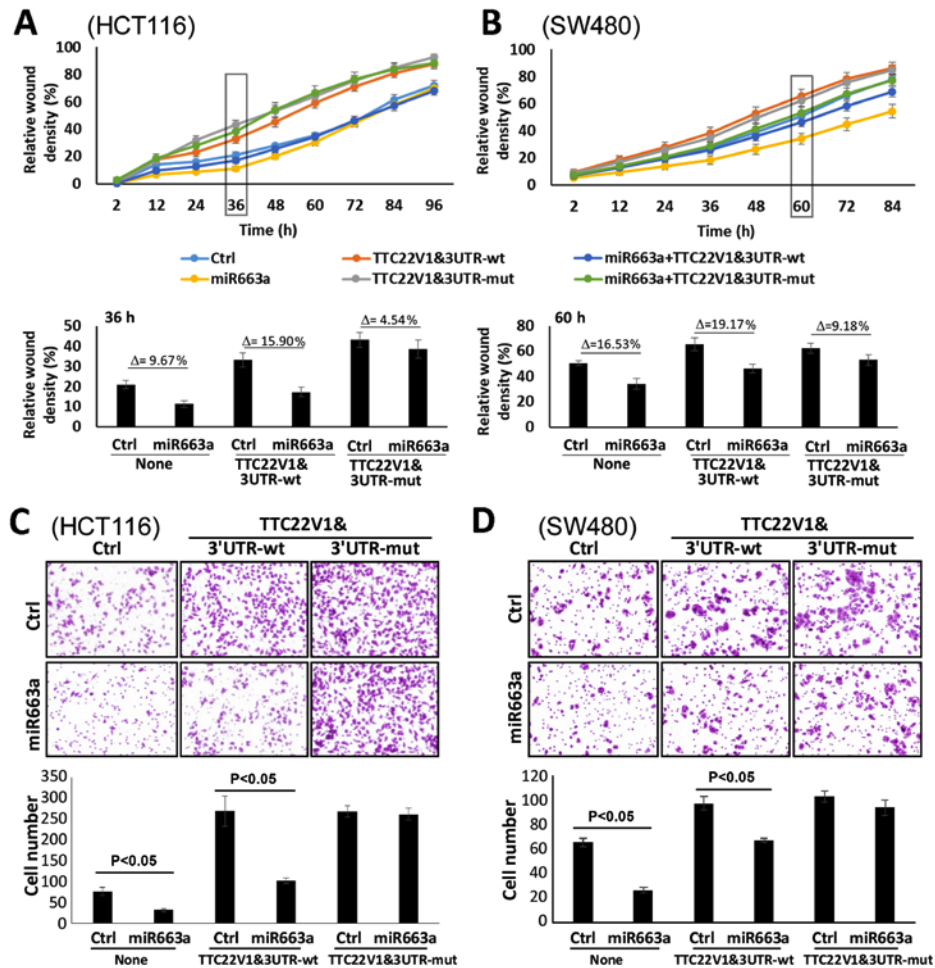 A (HCT116)
Relative wound density (%)
100
80
60
40
20
0
2 12 24 36 48 60 72 84 96
Time (h)
B (SW480)
Relative wound density (%)
100
80
60
40
20
0
2 12 24 36 48 60 72 84
Time (h)
Ctrl
TTC22V1&3UTR-wt
miR663a+TTC22V1&3UTR-wt
miR663a
TTC22V1&3UTR-mut
miR663a+TTC22V1&3UTR-mut
Relative wound density (%)
50
40
30
20
10
0
36 h
Δ= 9.67%
Δ= 15.90%
Δ= 4.54%
Ctrl miR663a Ctrl miR663a Ctrl miR663a
None
TTC22V1&
3UTR-wt
TTC22V1&
3UTR-mut
Relative wound density (%)
80
60
40
20
0
60 h
Δ=16.53%
Δ=19.17%
Δ=9.18%
Ctrl miR663a Ctrl miR663a Ctrl miR663a
None
TTC22V1&
3UTR-wt
TTC22V1&
3UTR-mut
C (HCT116)
TTC22V1&
Ctrl 3'UTR-wt 3'UTR-mut
Ctrl
miR663a
Cell number
350
300
250
200
150
100
50
0
P<0.05
P<0.05
Ctrl miR663a Ctrl miR663a Ctrl miR663a
None TTC22V1&3UTR-wt TTC22V1&3UTR-mut
D (SW480)
TTC22V1&
Ctrl 3'UTR-wt 3'UTR-mut
Ctrl
miR663a
Cell number
120
100
80
60
40
20
0
P<0.05
P<0.05
Ctrl miR663a Ctrl miR663a Ctrl miR663a
None TTC22V1&3UTR-wt TTC22V1&3UTR-mut